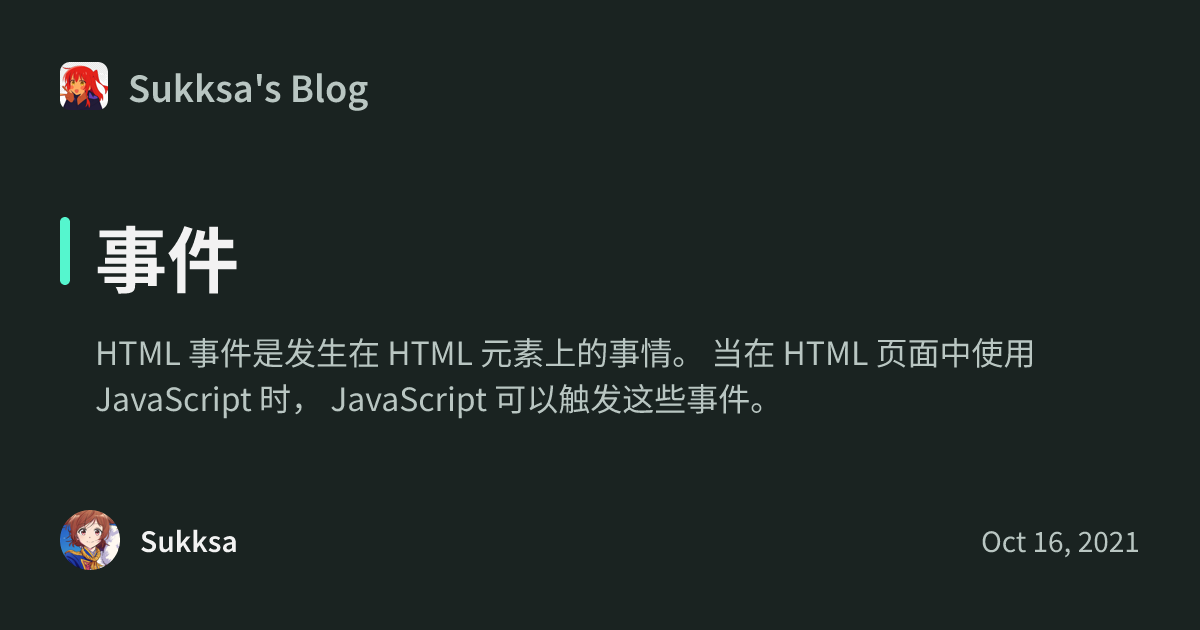 Sukksa's Blog
事件
HTML 事件是发生在 HTML 元素上的事情。 当在 HTML 页面中使用
JavaScript 时， JavaScript 可以触发这些事件。
Sukksa
Oct 16, 2021